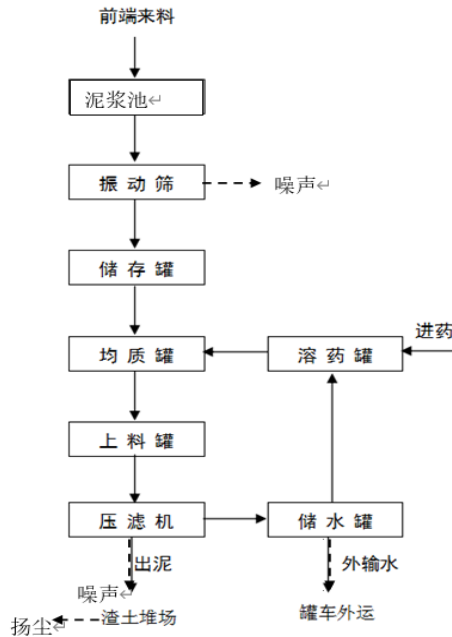 前端来料
泥浆池
振动筛
噪声
储存罐
进药
均质罐
溶药罐
上料罐
压滤机
储水罐
出泥
外输水
噪声
渣土堆场
罐车外运
扬尘